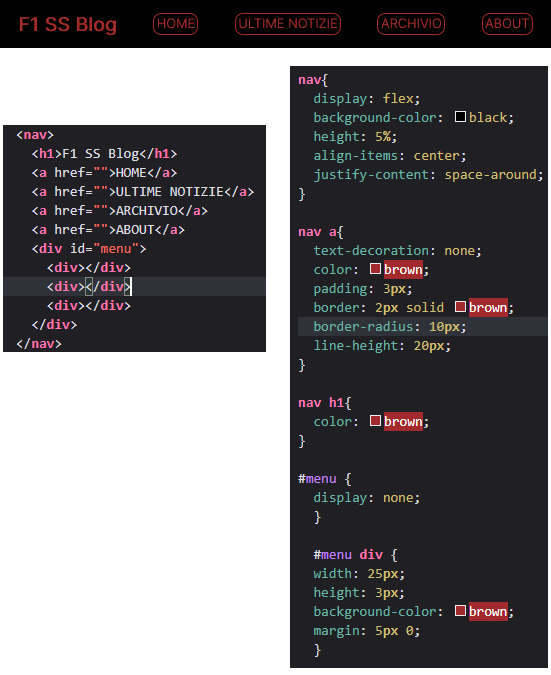 F1 SS Blog HOME ULTIME NOTIZIE ARCHIVIO ABOUT
<nav>
<h1>F1 SS Blog</h1>
<a href="">HOME</a>
<a href="">ULTIME NOTIZIE</a>
<a href="">ARCHIVIO</a>
<a href="">ABOUT</a>
<div id="menu">
<div></div>
<div></div>
<div></div>
</div>
</nav>
nav{
display: flex;
background-color: black;
height: 5%;
align-items: center;
justify-content: space-around;
}
nav a{
text-decoration: none;
color: brown;
padding: 3px;
border: 2px solid brown;
border-radius: 10px;
line-height: 20px;
}
nav h1{
color: brown;
}
#menu {
display: none;
}
#menu div {
width: 25px;
height: 3px;
background-color: brown;
margin: 5px 0;
}